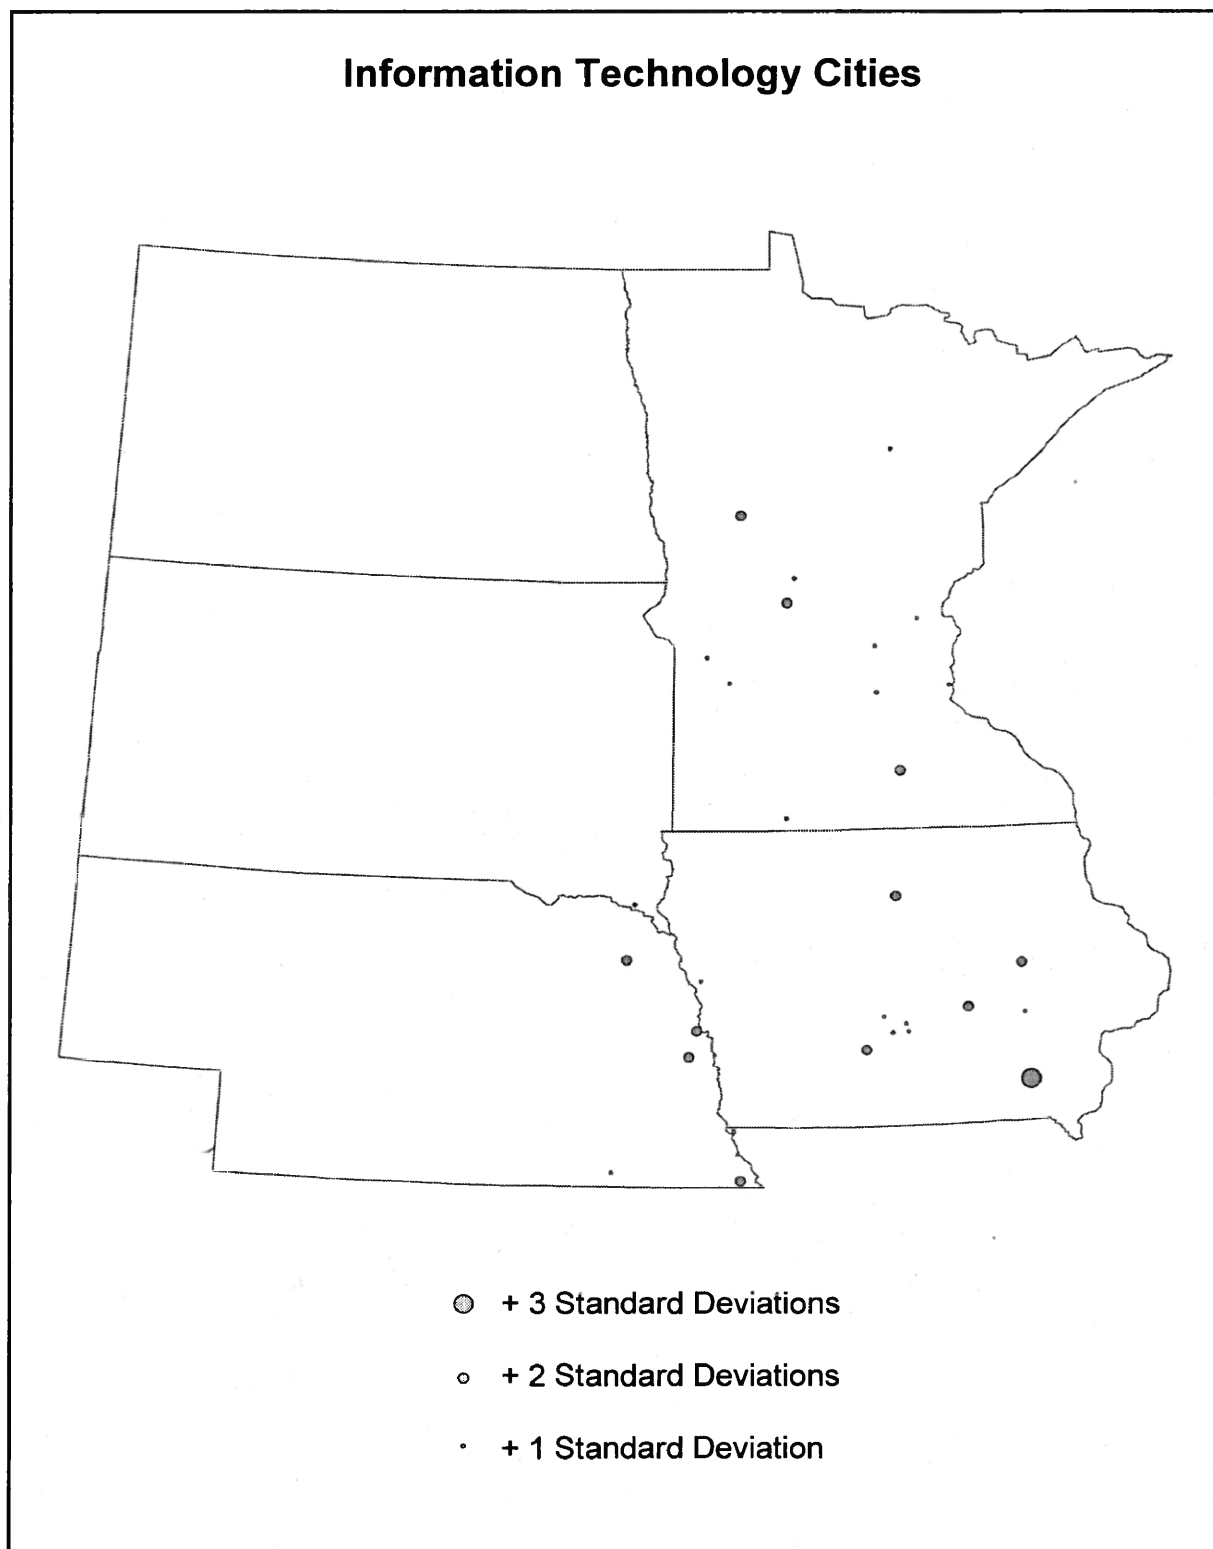 Information Technology Cities
+ 3 Standard Deviations
+ 2 Standard Deviations
+ 1 Standard Deviation